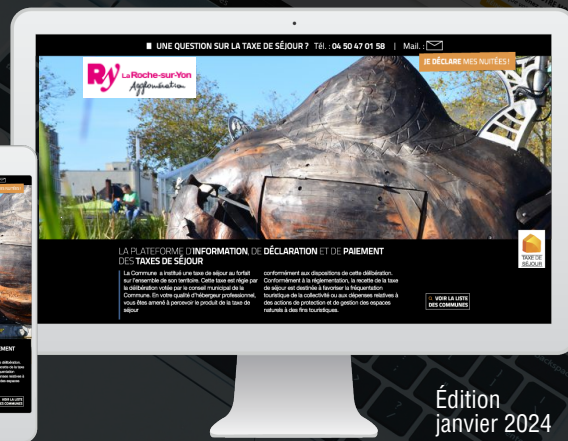 UNE QUESTION SUR LA TAXE DE SÉJOUR ? Tél. : 04 50 47 01 58 | Mail. :
JE DÉCLARE MES NUITÉES !
Ry La Roche-sur-Yon
Agglomération
LA PLATEFORME D'INFORMATION, DE DÉCLARATION ET DE PAIEMENT
DES TAXES DE SÉJOUR
La Commune a institué une taxe de séjour au forfait
sur l'ensemble de son territoire. Cette taxe est régie par
la délibération votée par le conseil municipal de la
Commune. En votre qualité d'hébergeur professionnel,
vous êtes amené à percevoir le produit de la taxe de
séjour
conformément aux dispositions de cette délibération.
Conformément à la réglementation, la recette de la taxe
de séjour est destinée à favoriser la fréquentation
touristique de la collectivité ou aux dépenses relatives à
des actions de protection et de gestion des espaces
naturels à des fins touristiques.
TAXE DE
SÉJOUR
VOIR LA LISTE
DES COMMUNES
EMENT
VOIR LA LISTE
DES COMMUNES
Édition
janvier 2024